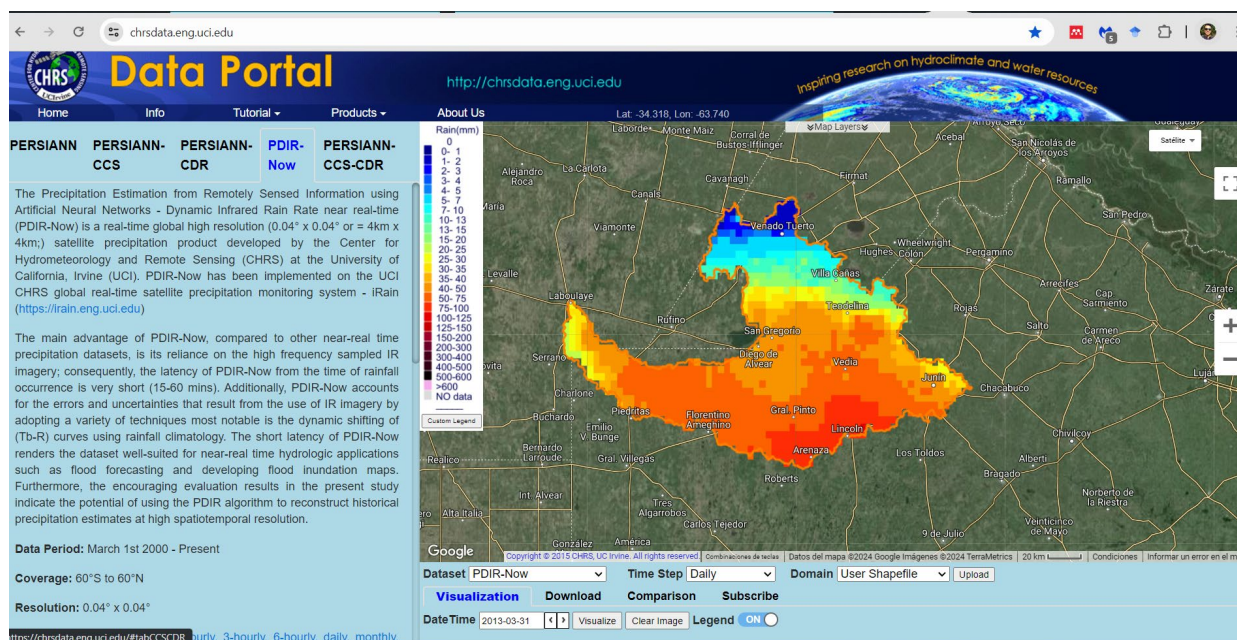 chrsdata.eng.uci.edu
5
CHRS
UCIrvine
Data Portal
http://chrsdata.eng.uci.edu
Inspiring research on hydroclimate and water resources
Home Info Tutorial Products About Us Lat: -34.318, Lon: -63.740
PERSIANN
PERSIANN-
CCS
PERSIANN-
CDR
PDIR-
Now
PERSIANN-
CCS-CDR
The Precipitation Estimation from Remotely Sensed Information using
Artificial Neural Networks - Dynamic Infrared Rain Rate near real-time
(PDIR-Now) is a real-time global high resolution (0.04° x 0.04° or = 4km x
4km;) satellite precipitation product developed by the Center for
Hydrometeorology and Remote Sensing (CHRS) at the University of
California, Irvine (UCI). PDIR-Now has been implemented on the UCI
CHRS global real-time satellite precipitation monitoring system - iRain
(https://irain.eng.uci.edu)
The main advantage of PDIR-Now, compared to other near-real time
precipitation datasets, is its reliance on the high frequency sampled IR
imagery; consequently, the latency of PDIR-Now from the time of rainfall
occurrence is very short (15-60 mins). Additionally, PDIR-Now accounts
for the errors and uncertainties that result from the use of IR imagery by
adopting a variety of techniques most notable is the dynamic shifting of
(Tb-R) curves using rainfall climatology. The short latency of PDIR-Now
renders the dataset well-suited for near-real time hydrologic applications
such as flood forecasting and developing flood inundation maps.
Furthermore, the encouraging evaluation results in the present study
indicate the potential of using the PDIR algorithm to reconstruct historical
precipitation estimates at high spatiotemporal resolution.
Data Period: March 1st 2000 - Present
Coverage: 60°S to 60°N
Resolution: 0.04° x 0.04°
https://chrsdata.eng.uci.edu/#tabCCSCDR
hourly, 3-hourly, 6-hourly, daily, monthly,
Rain(mm)
0
0- 1
1- 2
2- 3
3- 4
4- 5
5- 7
7- 10
10- 13
13- 15
15- 20
20- 25
25- 30
30- 35
35- 40
40- 50
50- 75
75-100
100-125
125-150
150-200
200-300
300-400
400-500
500-600
>600
NO data
Custom Legend
Map Layers
Satélite
Laborde
Monte Maiz
Corral de
Bustos-Ifflinger
Acebal
Arroyo Seco
Gualeguay
San Nicolás de
los Arroyos
Alejandro
Roca
La Carlota
Cavanagh
Firmat
Ramallo
Canals
María
San Pedro
Viamonte
Venado Tuerto
Wheelwright
Hughes
Colón
Pergamino
Levalle
Villa Cañás
Arrecifes
Zárate
Laboulaye
Teodelina
Cap.
Sarmiento
Rojas
Rufino
San Gregorio
Salto
Carmen
de Areco
Serrano
Diego de
Alvear
Vedia
Junín
Luján
Chacabuco
Charlone
Buchardo
Piedritas
Florentino
Ameghino
Gral. Pinto
Emilio
V. Bunge
Lincoln
Chivilcoy
Realico
Bernardo
Larroude
Gral. Villegas
Arenaza
Los Toldos
Alberti
Bragado
Roberts
Int. Alvear
Norberto de
la Riestra
Tres
Algarrobos
Alta Italia
Carlos Tejedor
Veinticinco
de Mayo
9 de Julio
González
América
Google
Copyright © 2015 CHRS, UC Irvine. All rights reserved.
Combinaciones de teclas
Datos del mapa ©2024 Google Imágenes ©2024 TerraMetrics
20 km
Condiciones
Informar un error en el m
Dataset PDIR-Now Time Step Daily Domain User Shapefile Upload
Visualization Download Comparison Subscribe
DateTime 2013-03-31 Visualize Clear Image Legend ON